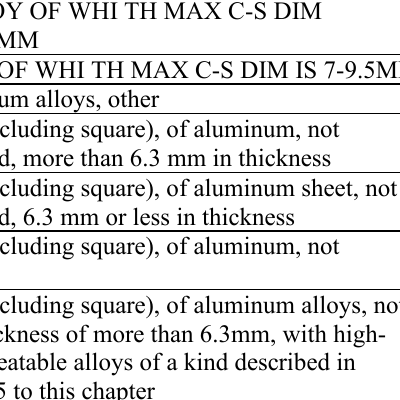 DY OF WHI TH MAX C-S DIM
MM
OF WHI TH MAX C-S DIM IS 7-9.5M
um alloys, other
cluding square), of aluminum, not
d, more than 6.3 mm in thickness
cluding square), of aluminum sheet, not
d, 6.3 mm or less in thickness
cluding square), of aluminum, not
cluding square), of aluminum alloys, no
ckness of more than 6.3mm, with high-
eatable alloys of a kind described in
5 to this chapter